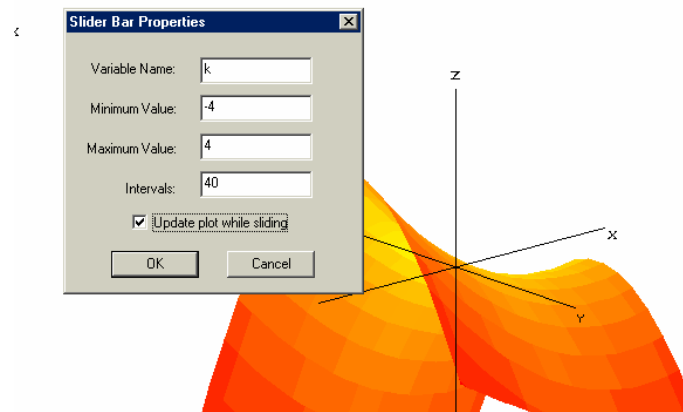 Slider Bar Properties
Variable Name: k
Minimum Value: -4
Maximum Value: 4
Intervals: 40
Update plot while sliding
OK Cancel
Z
X
Y